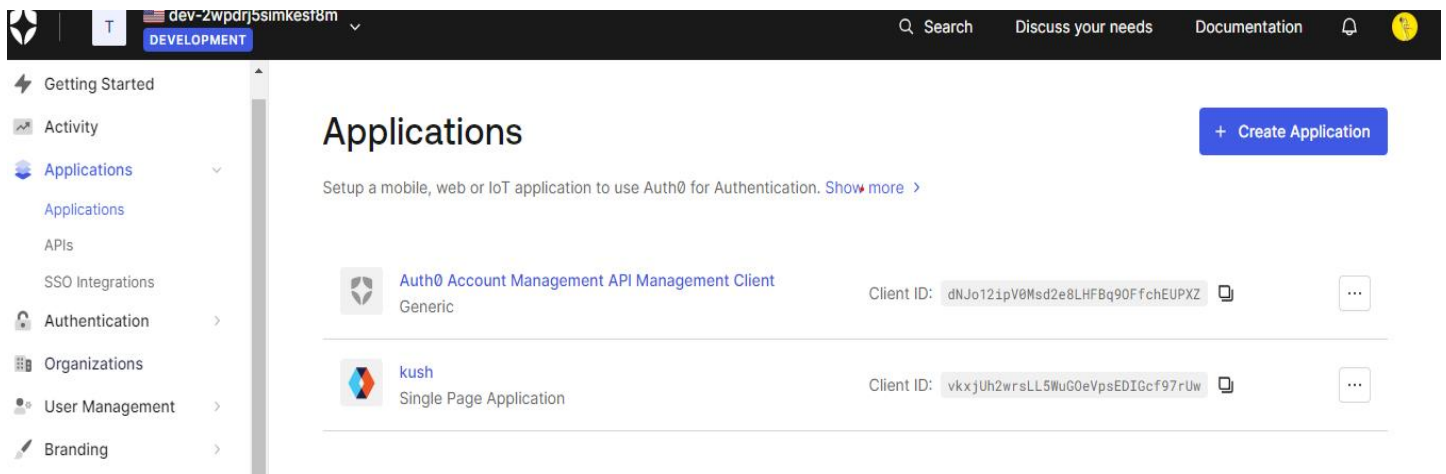 T
dev-2wpdrj5simkesf8m
DEVELOPMENT
Search
Discuss your needs
Documentation
Getting Started
Activity
Applications
Applications
APIs
SSO Integrations
Authentication
Organizations
User Management
Branding
Applications
+ Create Application
Setup a mobile, web or IoT application to use Auth0 for Authentication. Show more >
Auth0 Account Management API Management Client
Generic
Client ID: dNJo12ipV0Msd2e8LHFBq9OFfchEUPXZ
kush
Single Page Application
Client ID: vkxjUh2wrsLL5WuGOeVpsEDIGcf97rUw